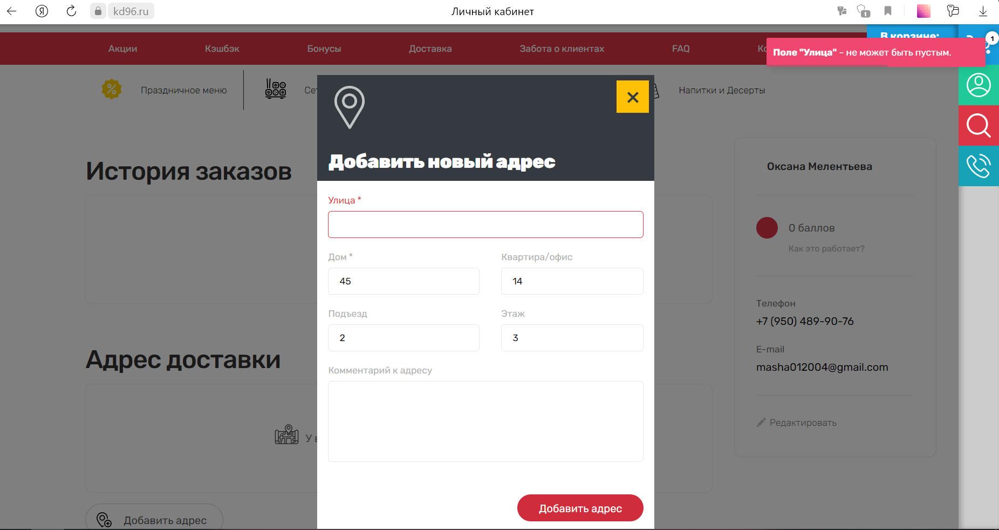 kd96.ru
Личный кабинет
1
Акции
Кэшбэк
Бонусы
Доставка
Забота о клиентах
FAQ
В корзине:
1
Поле "Улица" - не может быть пустым.
Праздничное меню
Напитки и Десерты
Добавить новый адрес
История заказов
Оксана Мелентьева
Улица *
0 баллов
Как это работает?
Дом *
Квартира/офис
45
14
Телефон
+7 (950) 489-90-76
Подъезд
Этаж
2
3
E-mail
masha012004@gmail.com
Адрес доставки
Комментарий к адресу
Редактировать
У
Добавить адрес
Добавить адрес